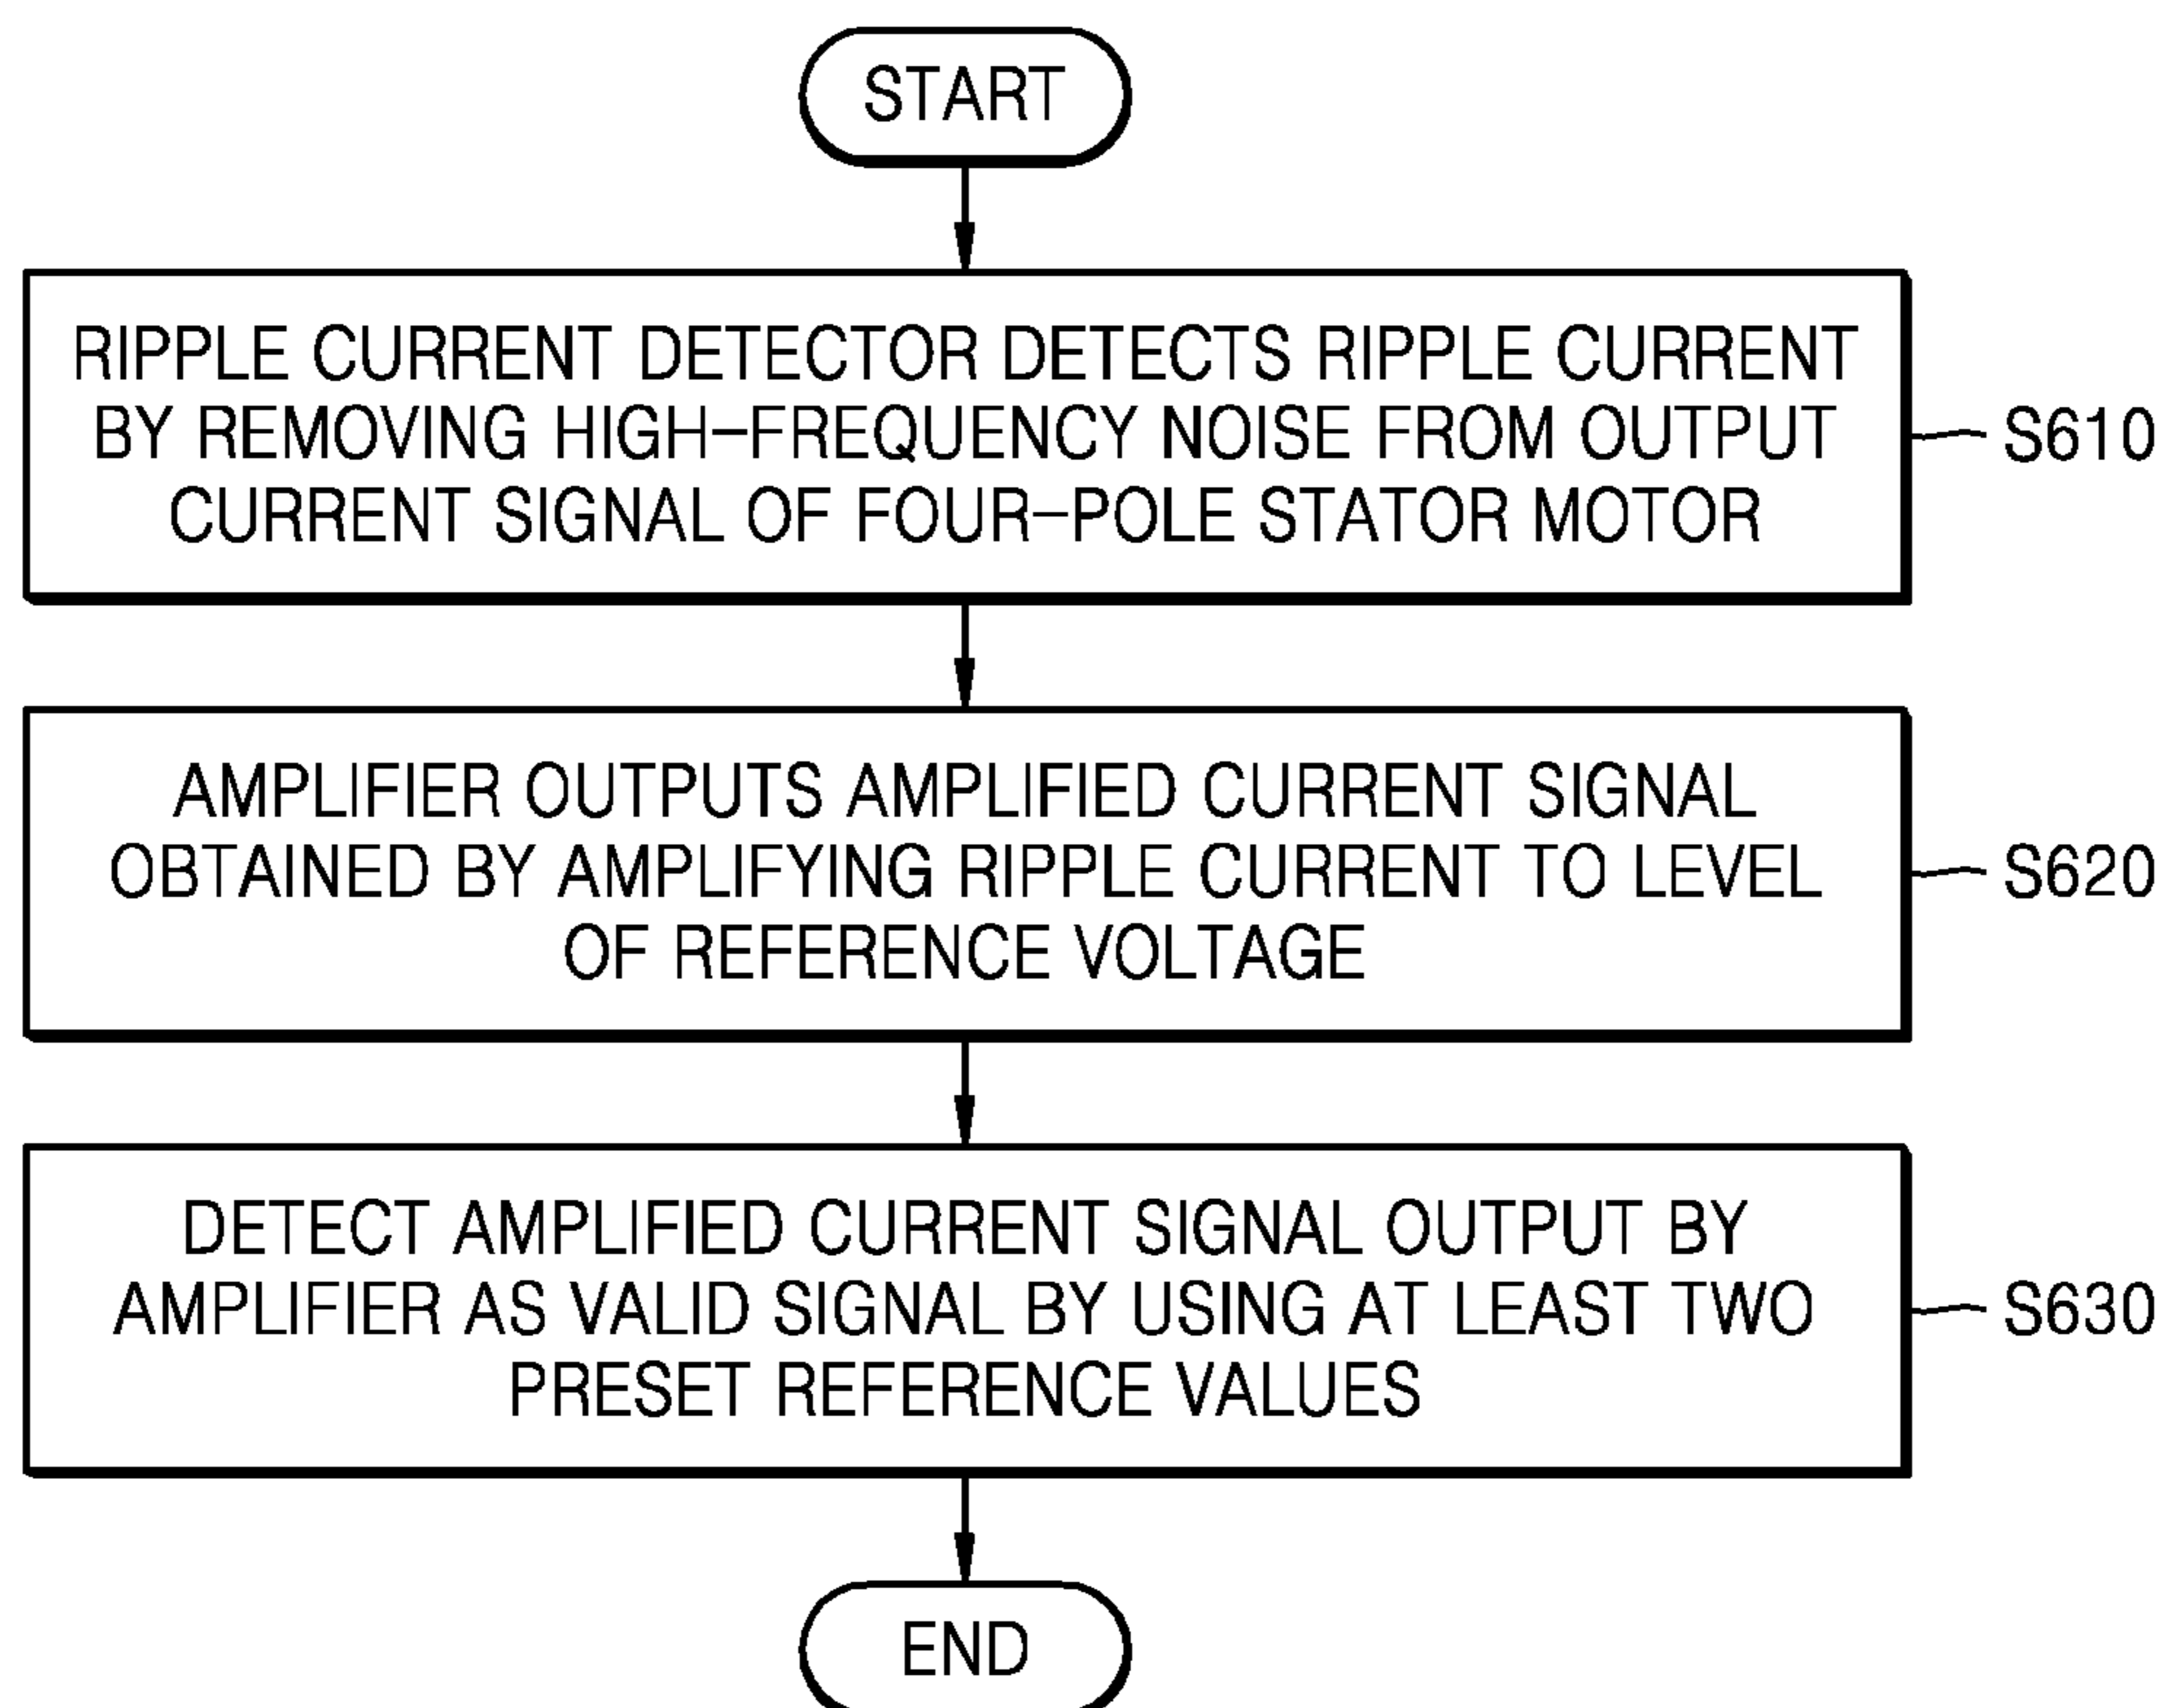 START
RIPPLE CURRENT DETECTOR DETECTS RIPPLE CURRENT
BY REMOVING HIGH-FREQUENCY NOISE FROM OUTPUT
CURRENT SIGNAL OF FOUR-POLE STATOR MOTOR
S610
AMPLIFIER OUTPUTS AMPLIFIED CURRENT SIGNAL
OBTAINED BY AMPLIFYING RIPPLE CURRENT TO LEVEL
OF REFERENCE VOLTAGE
S620
DETECT AMPLIFIED CURRENT SIGNAL OUTPUT BY
AMPLIFIER AS VALID SIGNAL BY USING AT LEAST TWO
PRESET REFERENCE VALUES
S630
END